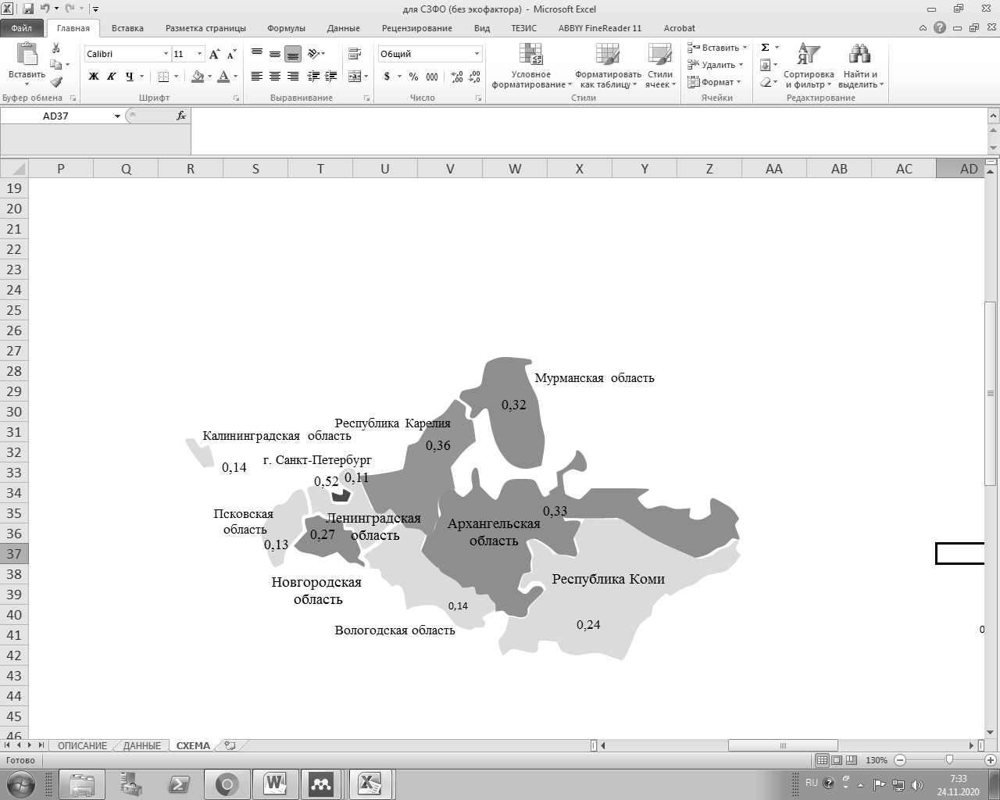 для СЗФО (без экофактора) - Microsoft Excel
Файл Главная Вставка Разметка страницы Формулы Данные Рецензирование Вид ТЕЗИС ABBYY FineReader 11 Acrobat
Вставить
Calibri 11
Ж К Ч
Общий
$ % 000
Условное форматирование
Форматировать как таблицу
Стили ячеек
Вставить
Удалить
Формат
Σ
Сортировка и фильтр
Найти и выделить
Буфер обмена Шрифт Выравнивание Число Стили Ячейки Редактирование
AD37 fx
P Q R S T U V W X Y Z AA AB AC AD
19
20
21
22
23
24
25
26
27
28
29
30
31
32
33
34
35
36
37
38
39
40
41
42
43
44
45
46
Мурманская область
0,32
Республика Карелия
0,36
Калининградская область
0,14
г. Санкт-Петербург
0,52 0,11
Псковская
область
0,13
Ленинградская
область
0,27
Архангельская
область
0,33
Новгородская
область
Республика Коми
0,24
0,14
Вологодская область
0
ОПИСАНИЕ ДАННЫЕ СХЕМА
Готово 130%
RU
7:33
24.11.2020